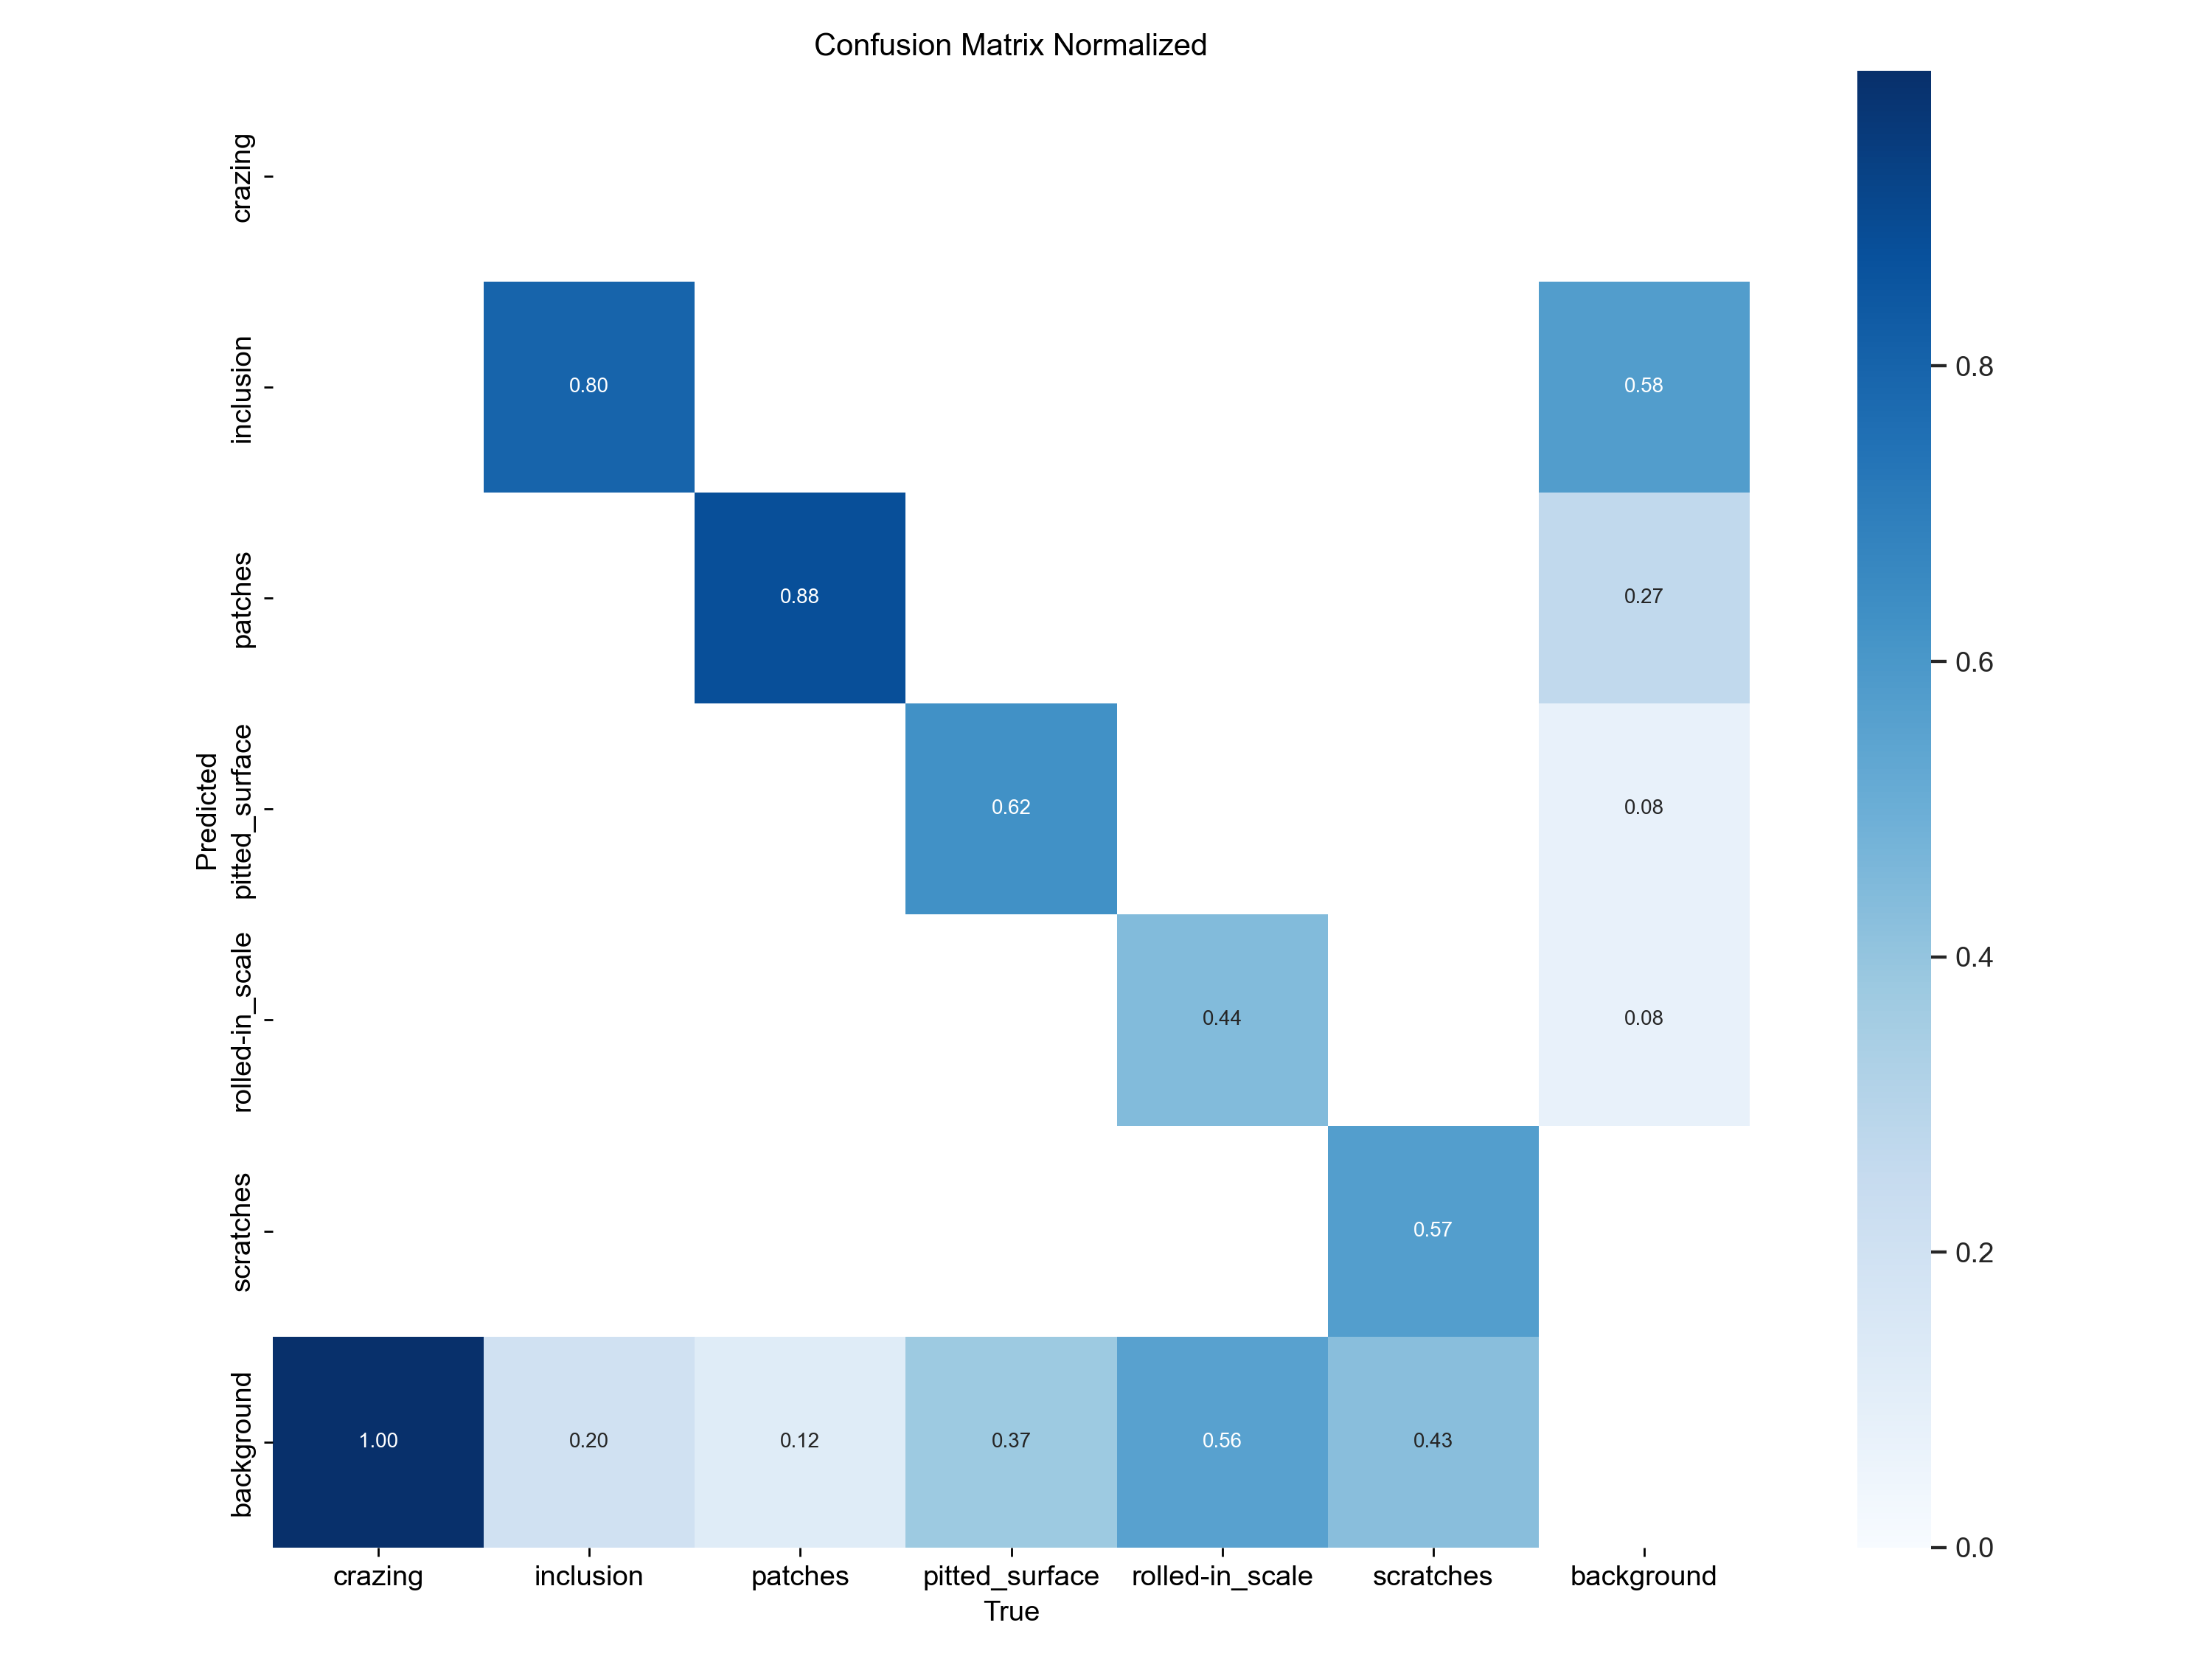 Confusion Matrix Normalized
crazing
inclusion
patches
pitted_surface
rolled-in_scale
scratches
background
Predicted
0.80
0.58
0.88
0.27
0.62
0.08
0.44
0.08
0.57
1.00
0.20
0.12
0.37
0.56
0.43
crazing
inclusion
patches
pitted_surface
rolled-in_scale
scratches
background
True
0.8
0.6
0.4
0.2
0.0